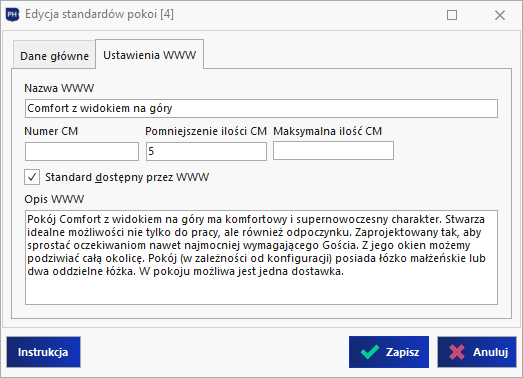 PH
Edycja standardów pokoi [4]
Dane główne
Ustawienia WWW
Nazwa WWW
Comfort z widokiem na góry
Numer CM
Pomniejszenie ilości CM
Maksymalna ilość CM
5
Standard dostępny przez WWW
Opis WWW
Pokój Comfort z widokiem na góry ma komfortowy i supernowoczesny charakter. Stwarza
idealne możliwości nie tylko do pracy, ale również odpoczynku. Zaprojektowany tak, aby
sprostać oczekiwaniom nawet najmocniej wymagającego Gościa. Z jego okien możemy
podziwiać całą okolicę. Pokój (w zależności od konfiguracji) posiada łózko małżeńskie lub
dwa oddzielne łóżka. W pokoju możliwa jest jedna dostawka.
Instrukcja
Zapisz
Anuluj